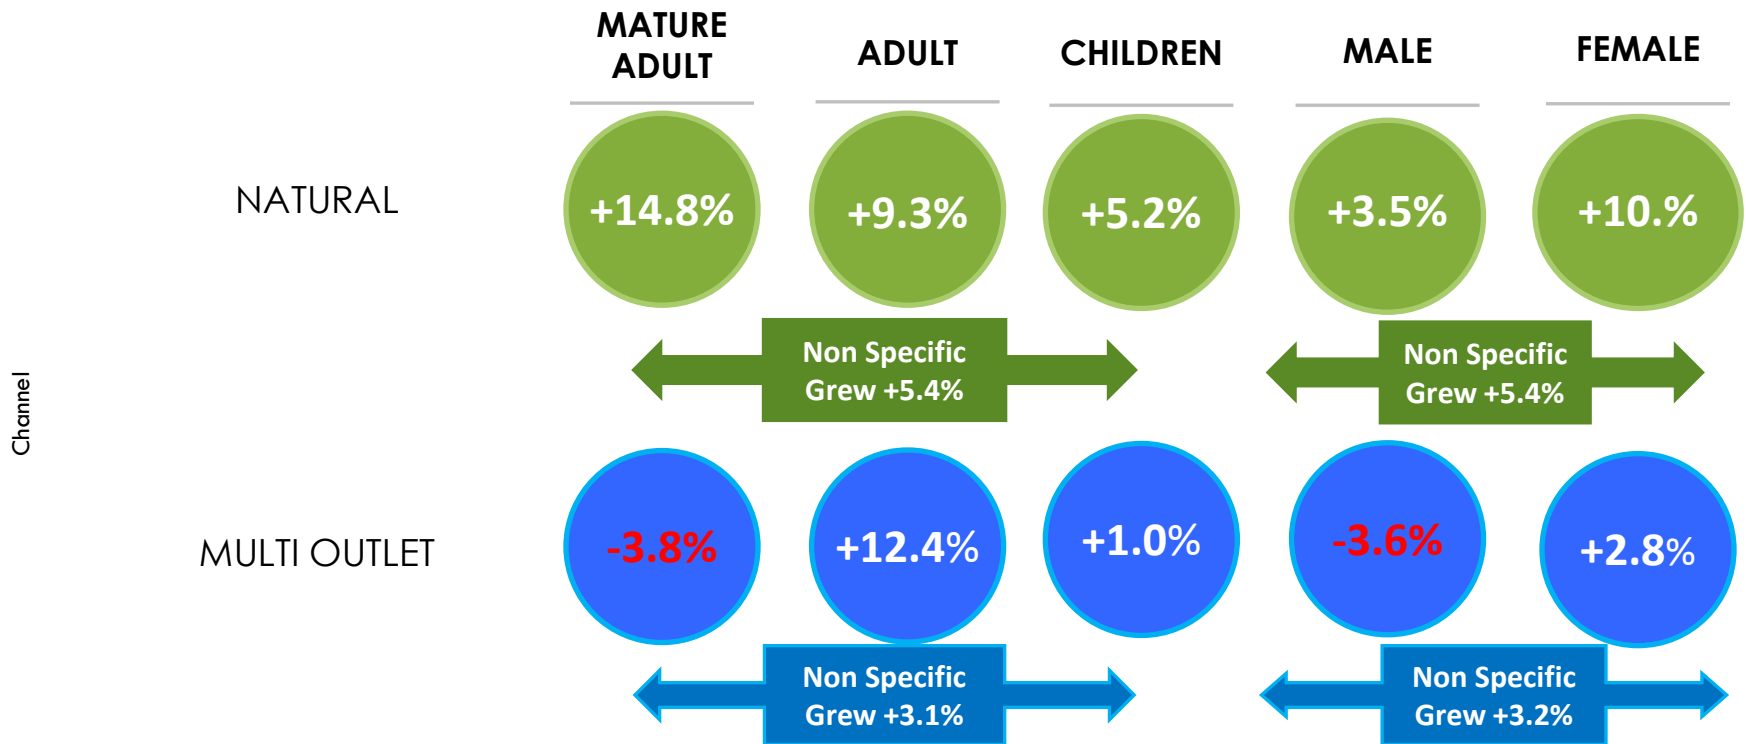 MATURE
ADULT
ADULT
CHILDREN
MALE
FEMALE
NATURAL
+14.8%
+9.3%
+5.2%
+3.5%
+10.%
Non Specific
Grew +5.4%
Non Specific
Grew +5.4%
Channel
MULTI OUTLET
-3.8%
+12.4%
+1.0%
-3.6%
+2.8%
Non Specific
Grew +3.1%
Non Specific
Grew +3.2%